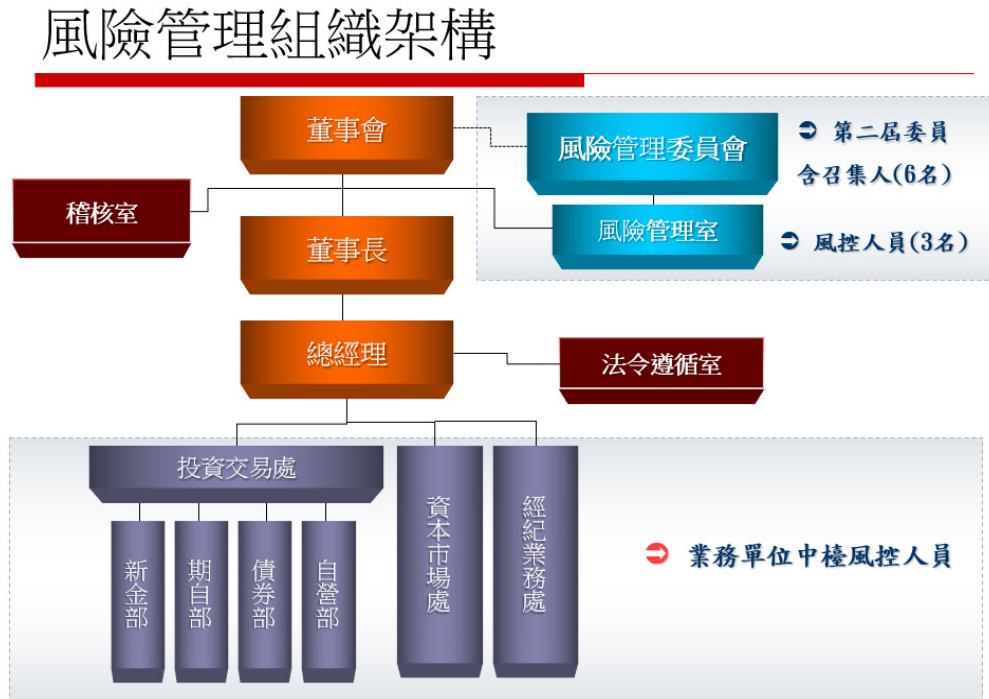 風險管理組織架構
董事會
風險管理委員會
第二屆委員
含召集人(6名)
稽核室
董事長
風險管理室
風控人員(3名)
總經理
法令遵循室
投資交易處
資本市場處
經紀業務處
新金部
期自部
債券部
自營部
業務單位中檯風控人員